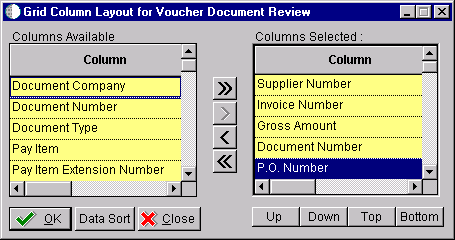 Grid Column Layout for Voucher Document Review
Columns Available
Columns Selected :
Column
Column
Document Company
Document Number
Document Type
Pay Item
Pay Item Extension Number
Supplier Number
Invoice Number
Gross Amount
Document Number
P.O. Number
OK
Data Sort
Close
Up
Down
Top
Bottom